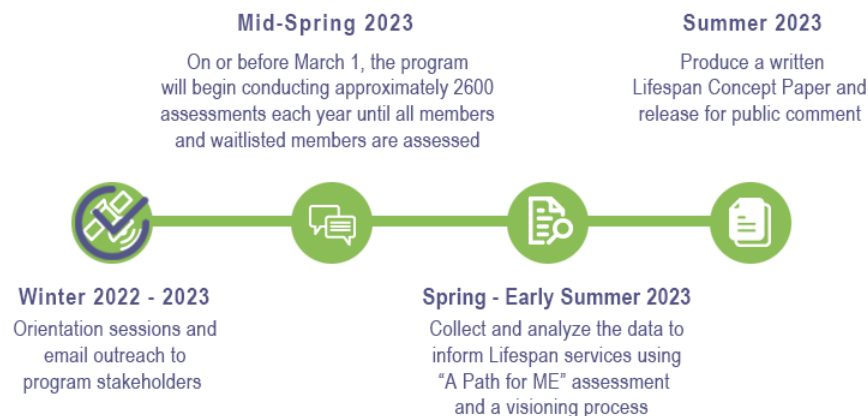 Mid-Spring 2023
On or before March 1, the program
will begin conducting approximately 2600
assessments each year until all members
and waitlisted members are assessed
Summer 2023
Produce a written
Lifespan Concept Paper and
release for public comment
Winter 2022 - 2023
Orientation sessions and
email outreach to
program stakeholders
Spring - Early Summer 2023
Collect and analyze the data to
inform Lifespan services using
“A Path for ME” assessment
and a visioning process